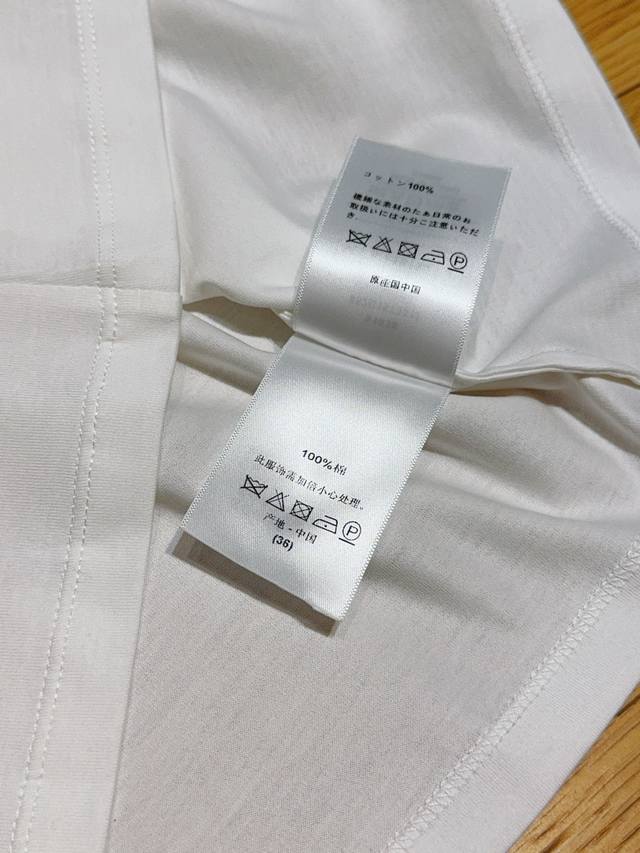 コットン100%
繊細な素材のたあ日常のお
取扱いには十分ご注意いただ
き.
P
原産国中国
100%棉
此服饰需加倍小心处理。
P
产地 - 中国
(36)